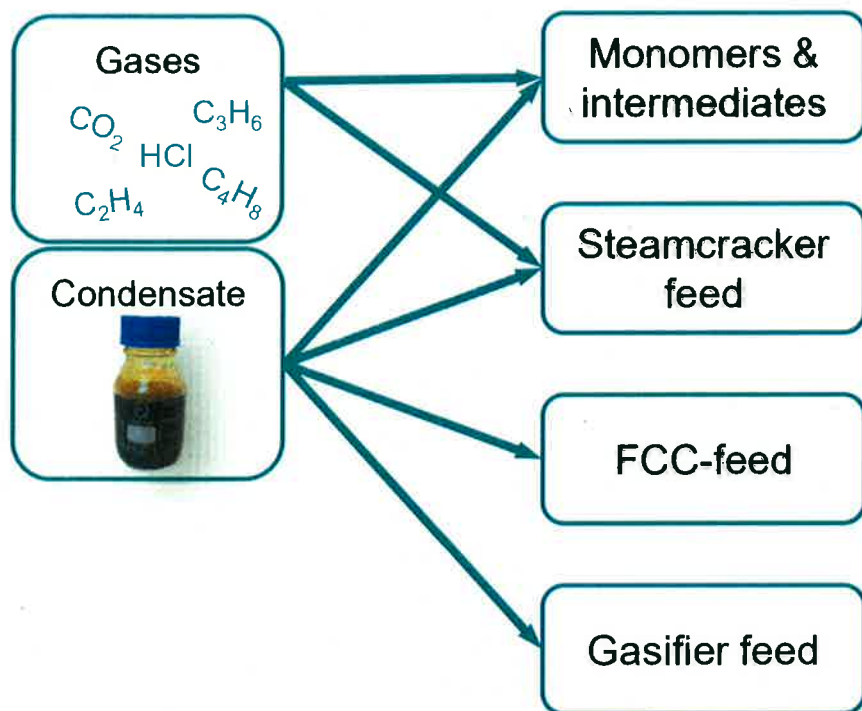 Gases
CO₂
C₃H₆
HCl
C₂H₄
C₄H₈
Condensate
Monomers &
intermediates
Steamcracker
feed
FCC-feed
Gasifier feed